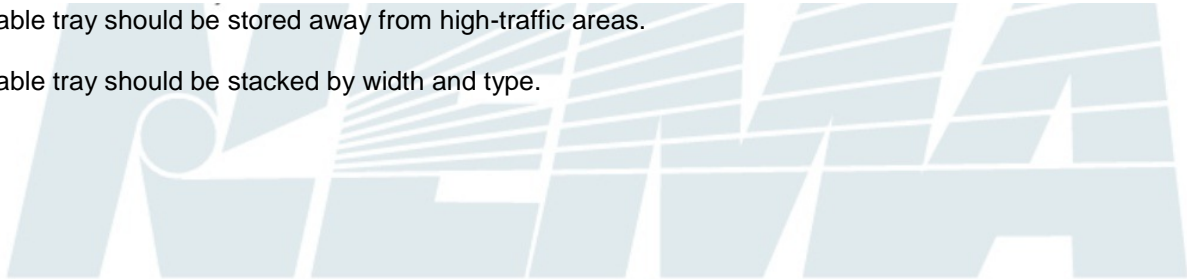 able tray should be stored away from high-traffic areas.
able tray should be stacked by width and type.
NEMA